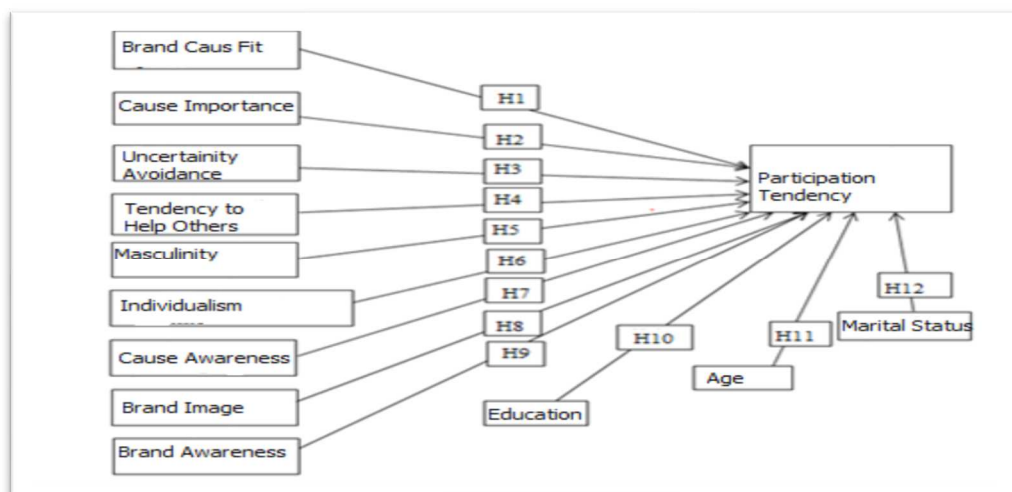 Brand Caus Fit
H1
Cause Importance
H2
Uncertainity
Avoidance
H3
Participation
Tendency
Tendency to
Help Others
H4
Masculinity
H5
Individualism
H6
H7
H12
Marital Status
Cause Awareness
H8
H9
H10
H11
Age
Brand Image
Education
Brand Awareness